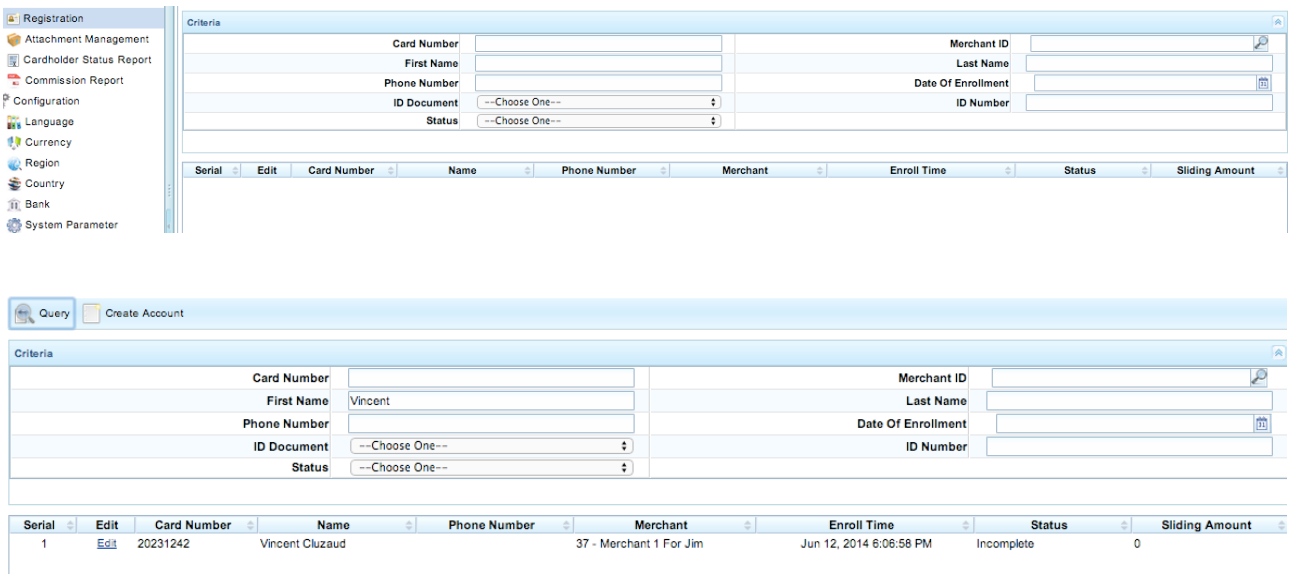 Registration
Attachment Management
Cardholder Status Report
Commission Report
Configuration
Language
Currency
Region
Country
Bank
System Parameter
Criteria
Card Number Merchant ID
First Name Last Name
Phone Number Date Of Enrollment 31
ID Document --Choose One-- ID Number
Status --Choose One--
Serial Edit Card Number Name Phone Number Merchant Enroll Time Status Sliding Amount
Query Create Account
Criteria
Card Number Merchant ID
First Name Vincent Last Name
Phone Number Date Of Enrollment 31
ID Document --Choose One-- ID Number
Status --Choose One--
Serial Edit Card Number Name Phone Number Merchant Enroll Time Status Sliding Amount
1 Edit 20231242 Vincent Cluzaud 37 - Merchant 1 For Jim Jun 12, 2014 6:06:58 PM Incomplete 0